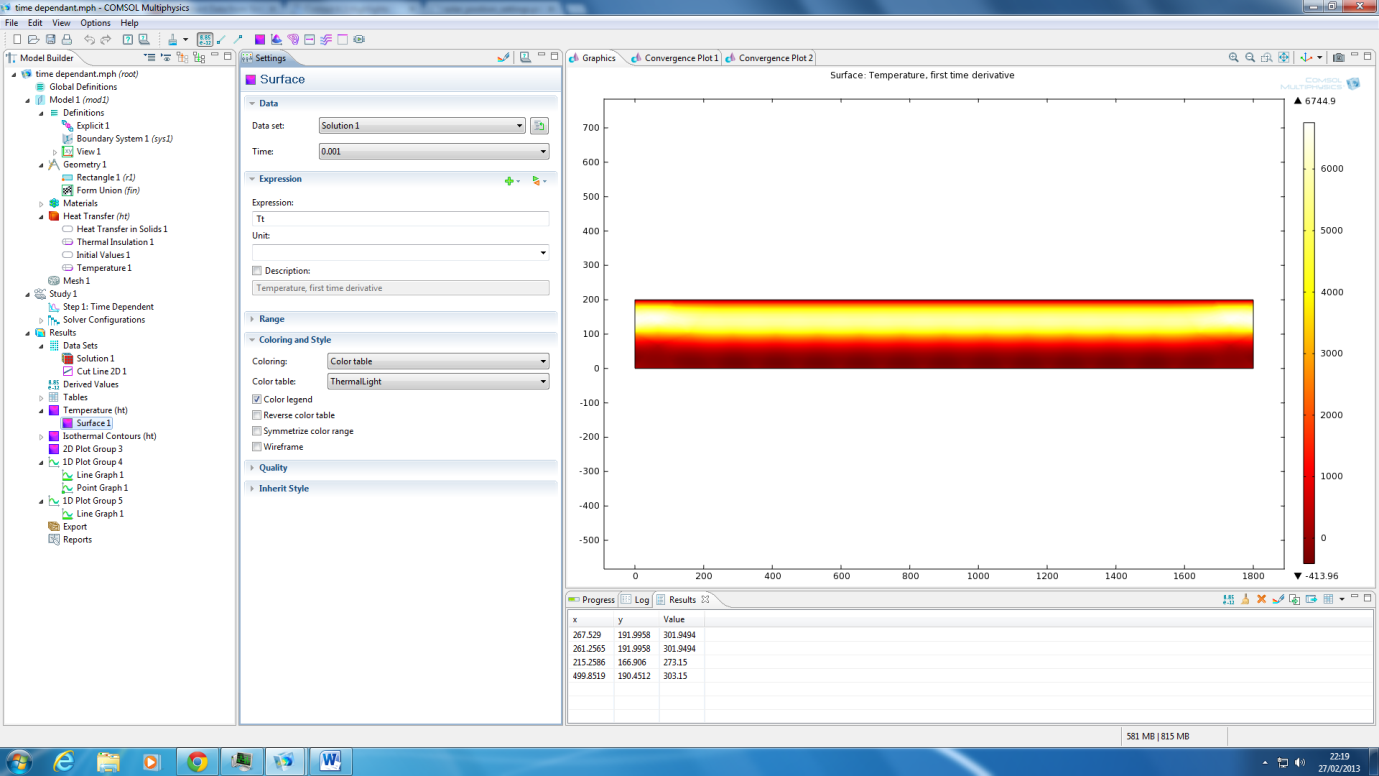 time dependant.mph - COMSOL Multiphysics
File Edit View Options Help
Model Builder
time dependant.mph (root)
Global Definitions
Model 1 (mod1)
Definitions
Explicit 1
Boundary System 1 (sys1)
View 1
Geometry 1
Rectangle 1 (r1)
Form Union (fin)
Materials
Heat Transfer (ht)
Heat Transfer in Solids 1
Thermal Insulation 1
Initial Values 1
Temperature 1
Mesh 1
Study 1
Step 1: Time Dependent
Solver Configurations
Results
Data Sets
Solution 1
Cut Line 2D 1
Derived Values
Tables
Temperature (ht)
Surface 1
Isothermal Contours (ht)
2D Plot Group 3
1D Plot Group 4
Line Graph 1
Point Graph 1
1D Plot Group 5
Line Graph 1
Export
Reports
Settings
Surface
Data
Data set: Solution 1
Time: 0.001
Expression
Expression:
Tt
Unit:
Description:
Temperature, first time derivative
Range
Coloring and Style
Coloring: Color table
Color table: ThermalLight
Color legend
Reverse color table
Symmetrize color range
Wireframe
Quality
Inherit Style
Graphics Convergence Plot 1 Convergence Plot 2
Surface: Temperature, first time derivative
COMSOL
MULTIPHYSICS
700
600
500
400
300
200
100
0
-100
-200
-300
-400
-500
0 200 400 600 800 1000 1200 1400 1600 1800
▲ 6744.9
6000
5000
4000
3000
2000
1000
0
▼ -413.96
Progress Log Results
x y Value
267.529 191.9958 301.9494
261.2565 191.9958 301.9494
215.2586 166.906 273.15
499.8519 190.4512 303.15
581 MB | 815 MB
22:19
27/02/2013